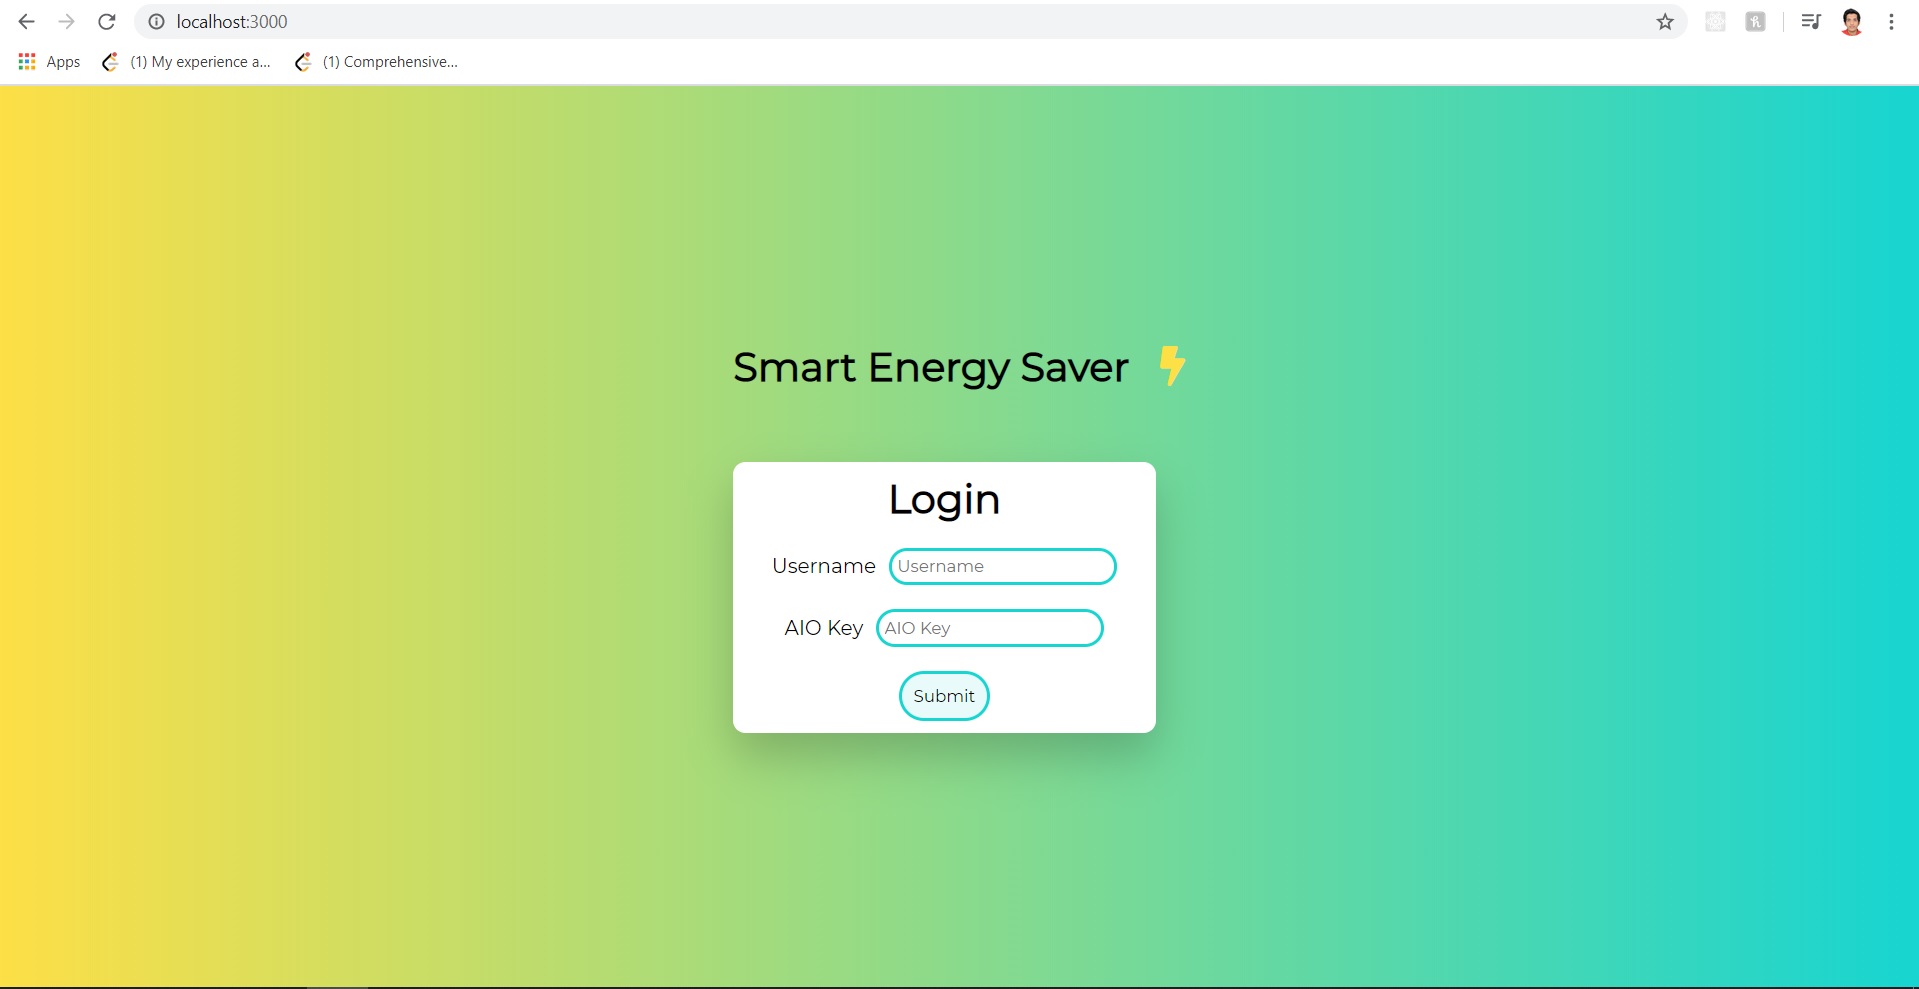 localhost:3000
Apps (1) My experience a... (1) Comprehensive...
Smart Energy Saver
Login
Username Username
AIO Key AIO Key
Submit